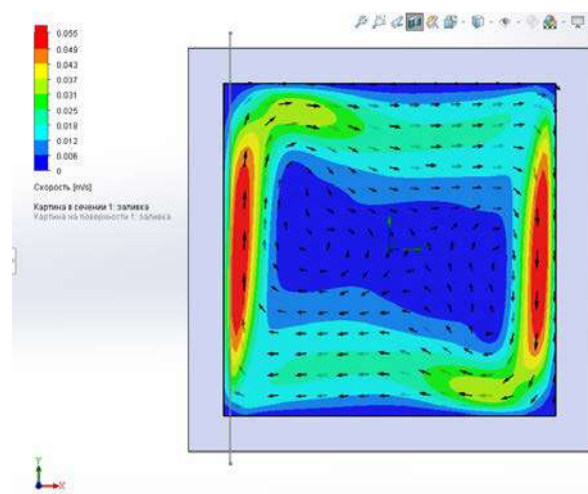 0.055
0.049
0.043
0.037
0.031
0.025
0.018
0.012
0.006
0
Скорость [m/s]
Картина в сечении 1: заливка
Картина на поверхности 1: заливка
Y
X